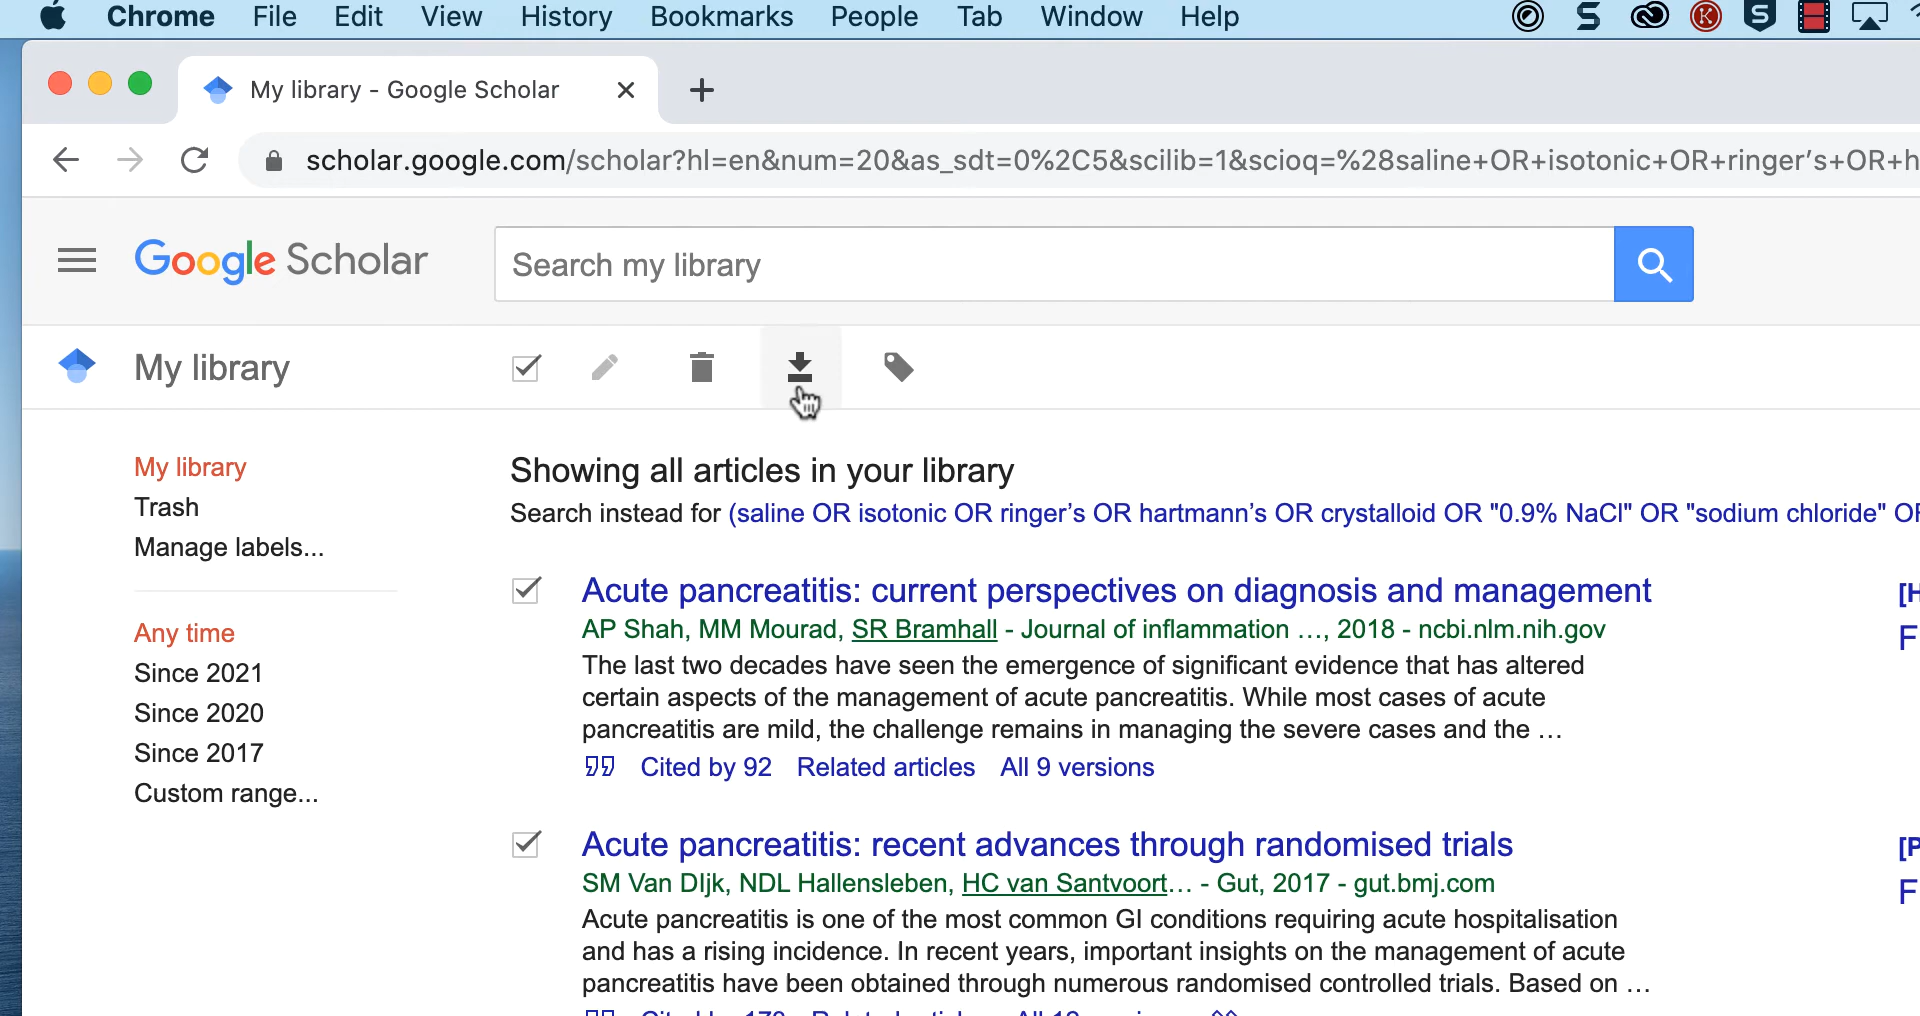 Chrome File Edit View History Bookmarks People Tab Window Help
My library - Google Scholar
scholar.google.com/scholar?hl=en&num=20&as_sdt=0%2C5&scilib=1&scioq=%28saline+OR+isotonic+OR+ringer's+OR+h
Google Scholar
Search my library
My library
My library
Trash
Manage labels...
Any time
Since 2021
Since 2020
Since 2017
Custom range...
Showing all articles in your library
Search instead for (saline OR isotonic OR ringer's OR hartmann's OR crystalloid OR "0.9% NaCl" OR "sodium chloride" OR
Acute pancreatitis: current perspectives on diagnosis and management
AP Shah, MM Mourad, SR Bramhall - Journal of inflammation …, 2018 - ncbi.nlm.nih.gov
The last two decades have seen the emergence of significant evidence that has altered
certain aspects of the management of acute pancreatitis. While most cases of acute
pancreatitis are mild, the challenge remains in managing the severe cases and the …
Cited by 92 Related articles All 9 versions
[H
F
Acute pancreatitis: recent advances through randomised trials
SM Van DIjk, NDL Hallensleben, HC van Santvoort… - Gut, 2017 - gut.bmj.com
Acute pancreatitis is one of the most common GI conditions requiring acute hospitalisation
and has a rising incidence. In recent years, important insights on the management of acute
pancreatitis have been obtained through numerous randomised controlled trials. Based on …
[P
F